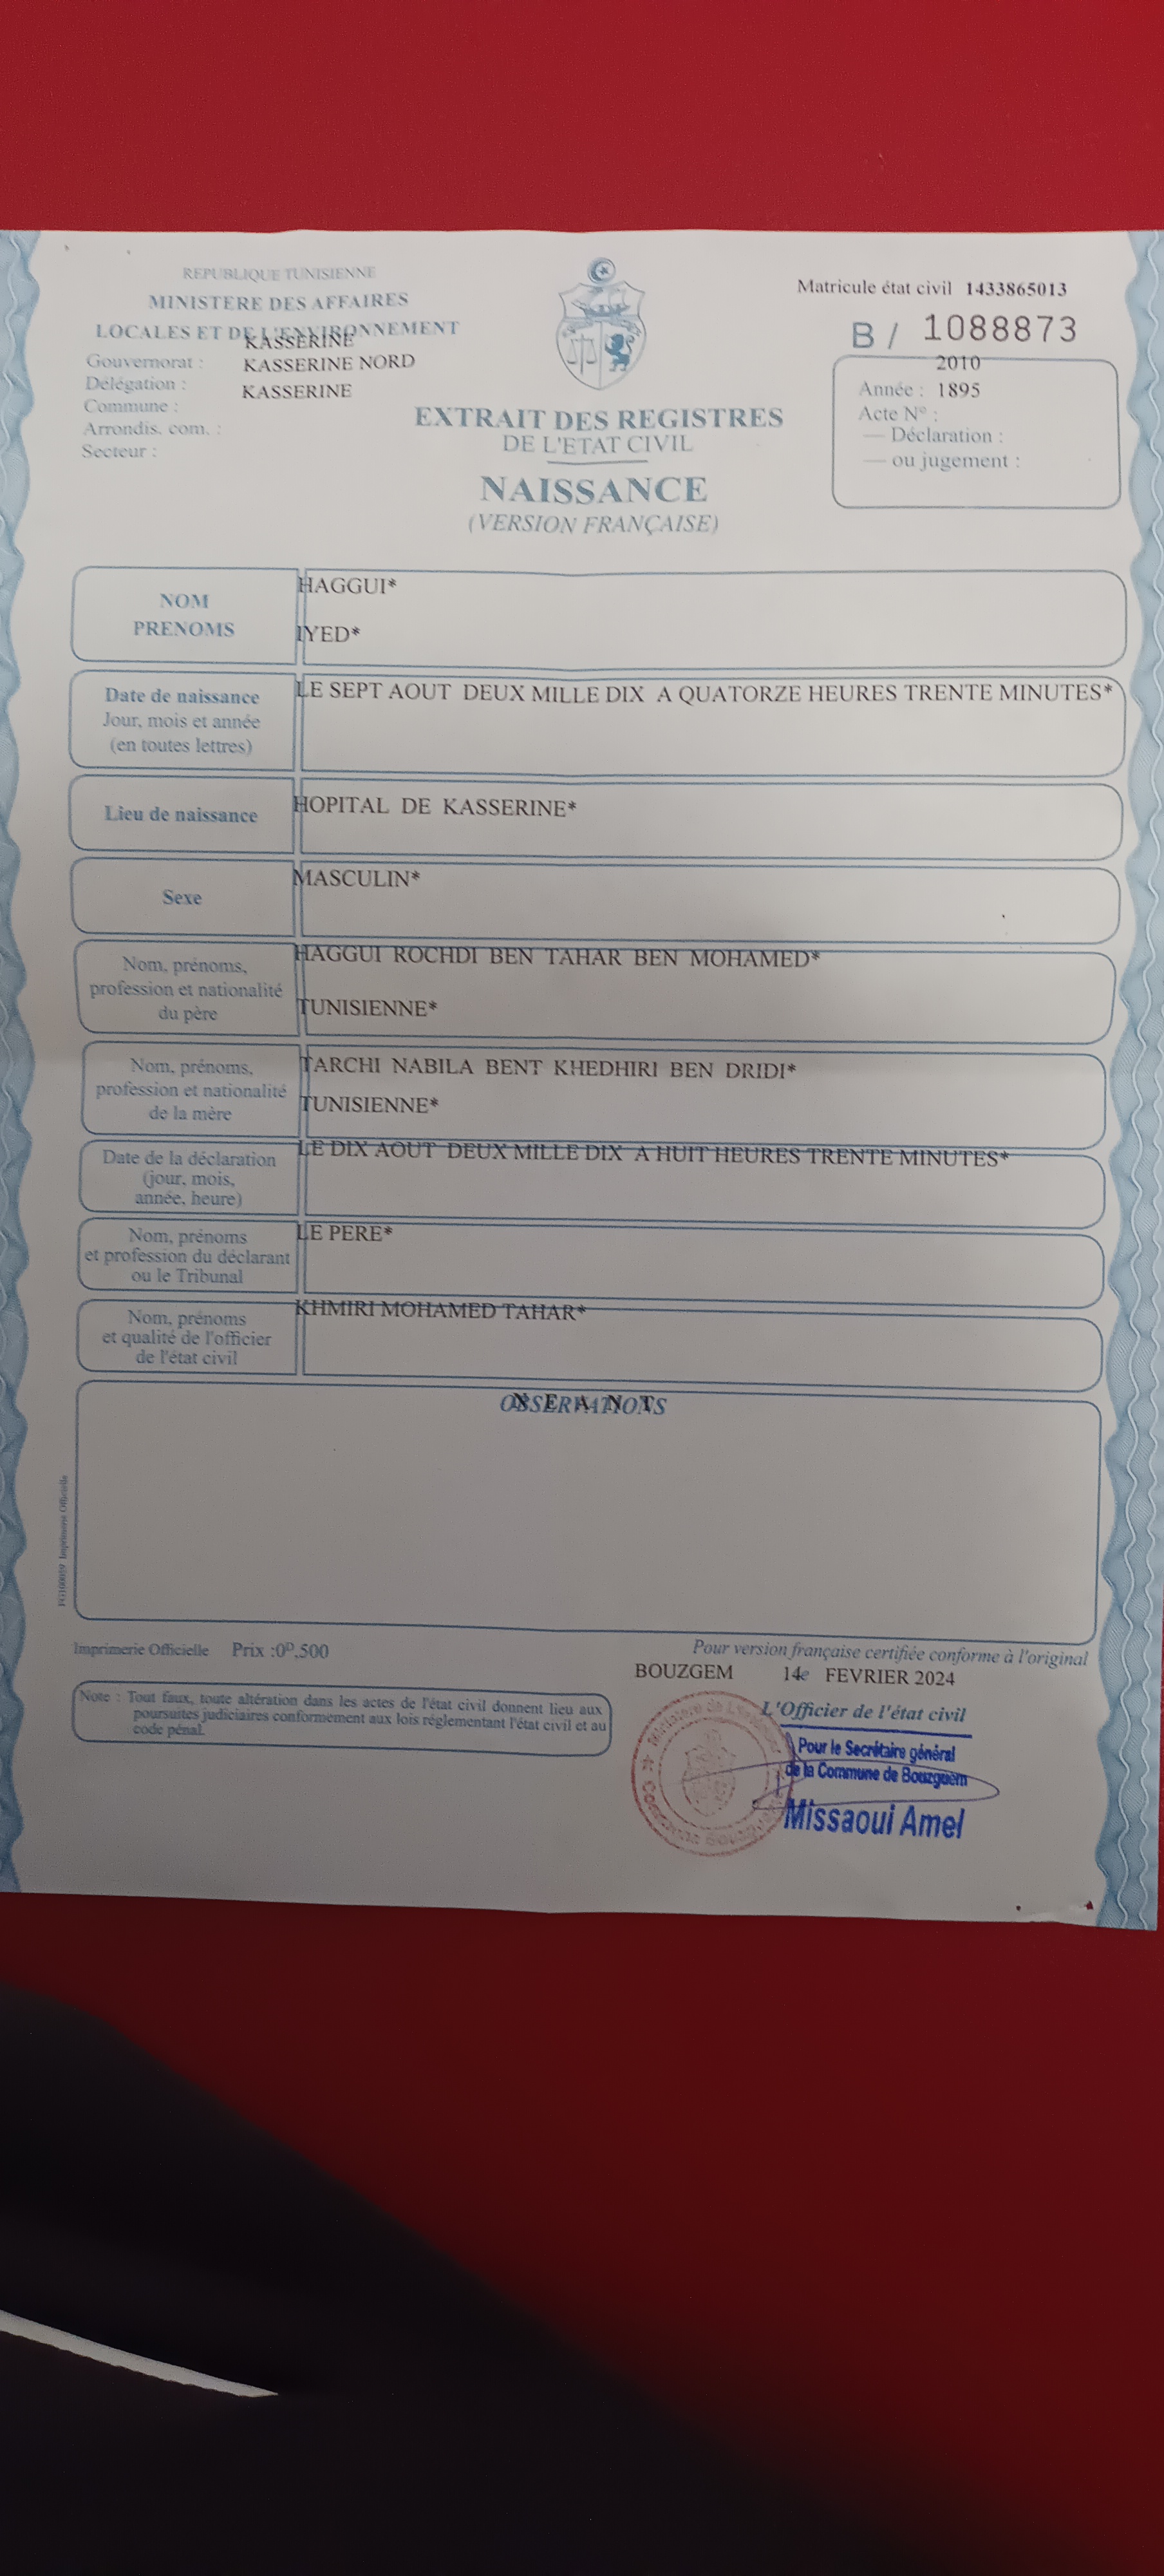 REPUBLIQUE TUNISIENNE
MINISTERE DES AFFAIRES
LOCALES ET DE L'ENVIRONNEMENT
Gouvernorat : KASSERINE
Délégation : KASSERINE NORD
Commune : KASSERINE
Arrondis. com. :
Secteur :
Matricule état civil 1433865013
B / 1088873
2010
Année : 1895
Acte N° :
— Déclaration :
— ou jugement :
EXTRAIT DES REGISTRES
DE L'ETAT CIVIL
NAISSANCE
(VERSION FRANÇAISE)
NOM
PRENOMS
HAGGUI*
IYED*
Date de naissance
Jour, mois et année
(en toutes lettres)
LE SEPT AOUT DEUX MILLE DIX A QUATORZE HEURES TRENTE MINUTES*
Lieu de naissance
HOPITAL DE KASSERINE*
Sexe
MASCULIN*
Nom, prénoms,
profession et nationalité
du père
HAGGUI ROCHDI BEN TAHAR BEN MOHAMED*
TUNISIENNE*
Nom, prénoms,
profession et nationalité
de la mère
TARCHI NABILA BENT KHEDHIRI BEN DRIDI*
TUNISIENNE*
Date de la déclaration
(jour, mois,
année, heure)
LE DIX AOUT DEUX MILLE DIX A HUIT HEURES TRENTE MINUTES*
Nom, prénoms
et profession du déclarant
ou le Tribunal
LE PERE*
Nom, prénoms
et qualité de l'officier
de l'état civil
KHMIRI MOHAMED TAHAR*
OBSERVATIONS
N E A N T
Imprimerie Officielle
Imprimerie Officielle Prix :0ᴰ,500
Note : Tout faux, toute altération dans les actes de l'état civil donnent lieu aux
poursuites judiciaires conformement aux lois réglementant l'état civil et au
code pénal.
Pour version française certifiée conforme à l'original
BOUZGEM 14e FEVRIER 2024
L'Officier de l'état civil
Pour le Secrétaire général
de la Commune de Bouzguem
Missaoui Amel